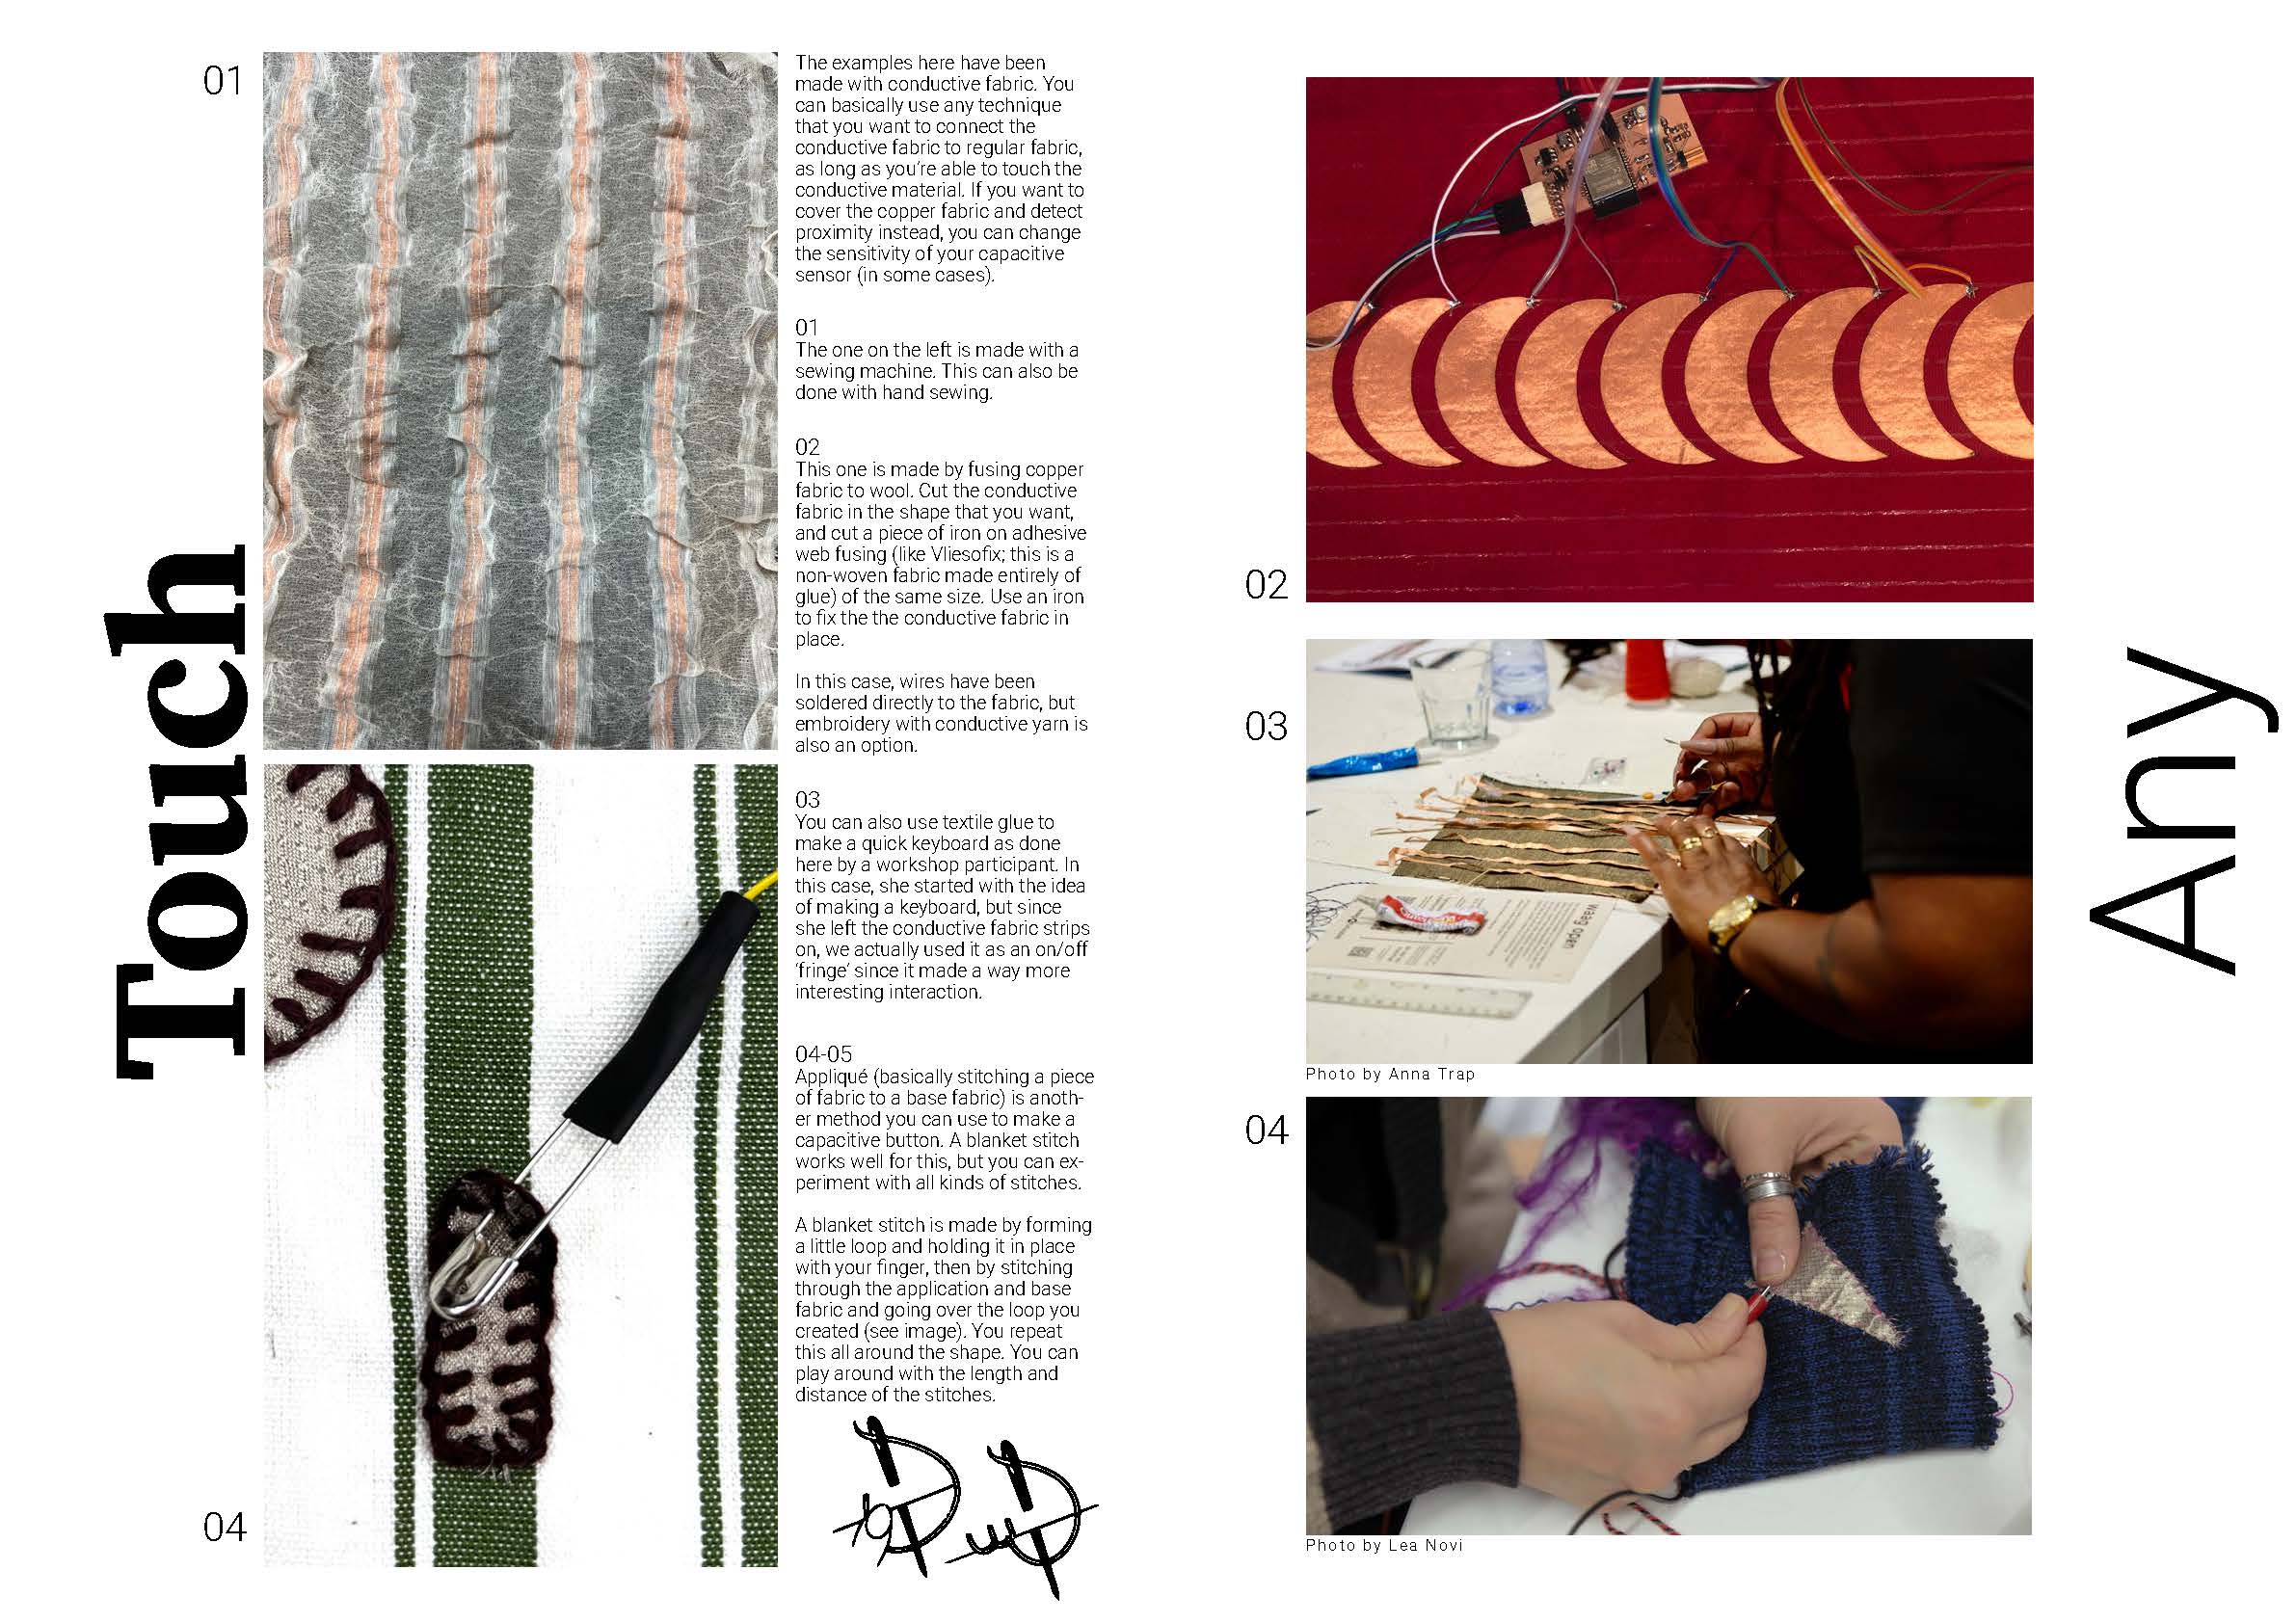 Touch
01
The examples here have been
made with conductive fabric. You
can basically use any technique
that you want to connect the
conductive fabric to regular fabric,
as long as you're able to touch the
conductive material. If you want to
cover the copper fabric and detect
proximity instead, you can change
the sensitivity of your capacitive
sensor (in some cases).
01
The one on the left is made with a
sewing machine. This can also be
done with hand sewing.
02
This one is made by fusing copper
fabric to wool. Cut the conductive
fabric in the shape that you want,
and cut a piece of iron on adhesive
web fusing (like Vliesofix; this is a
non-woven fabric made entirely of
glue) of the same size. Use an iron
to fix the the conductive fabric in
place.
In this case, wires have been
soldered directly to the fabric, but
embroidery with conductive yarn is
also an option.
03
You can also use textile glue to
make a quick keyboard as done
here by a workshop participant. In
this case, she started with the idea
of making a keyboard, but since
she left the conductive fabric strips
on, we actually used it as an on/off
'fringe' since it made a way more
interesting interaction.
04-05
Appliqué (basically stitching a piece
of fabric to a base fabric) is anoth-
er method you can use to make a
capacitive button. A blanket stitch
works well for this, but you can ex-
periment with all kinds of stitches.
A blanket stitch is made by forming
a little loop and holding it in place
with your finger, then by stitching
through the application and base
fabric and going over the loop you
created (see image). You repeat
this all around the shape. You can
play around with the length and
distance of the stitches.
04
02
03
waag open
Photo by Anna Trap
04
Photo by Lea Novi
Any